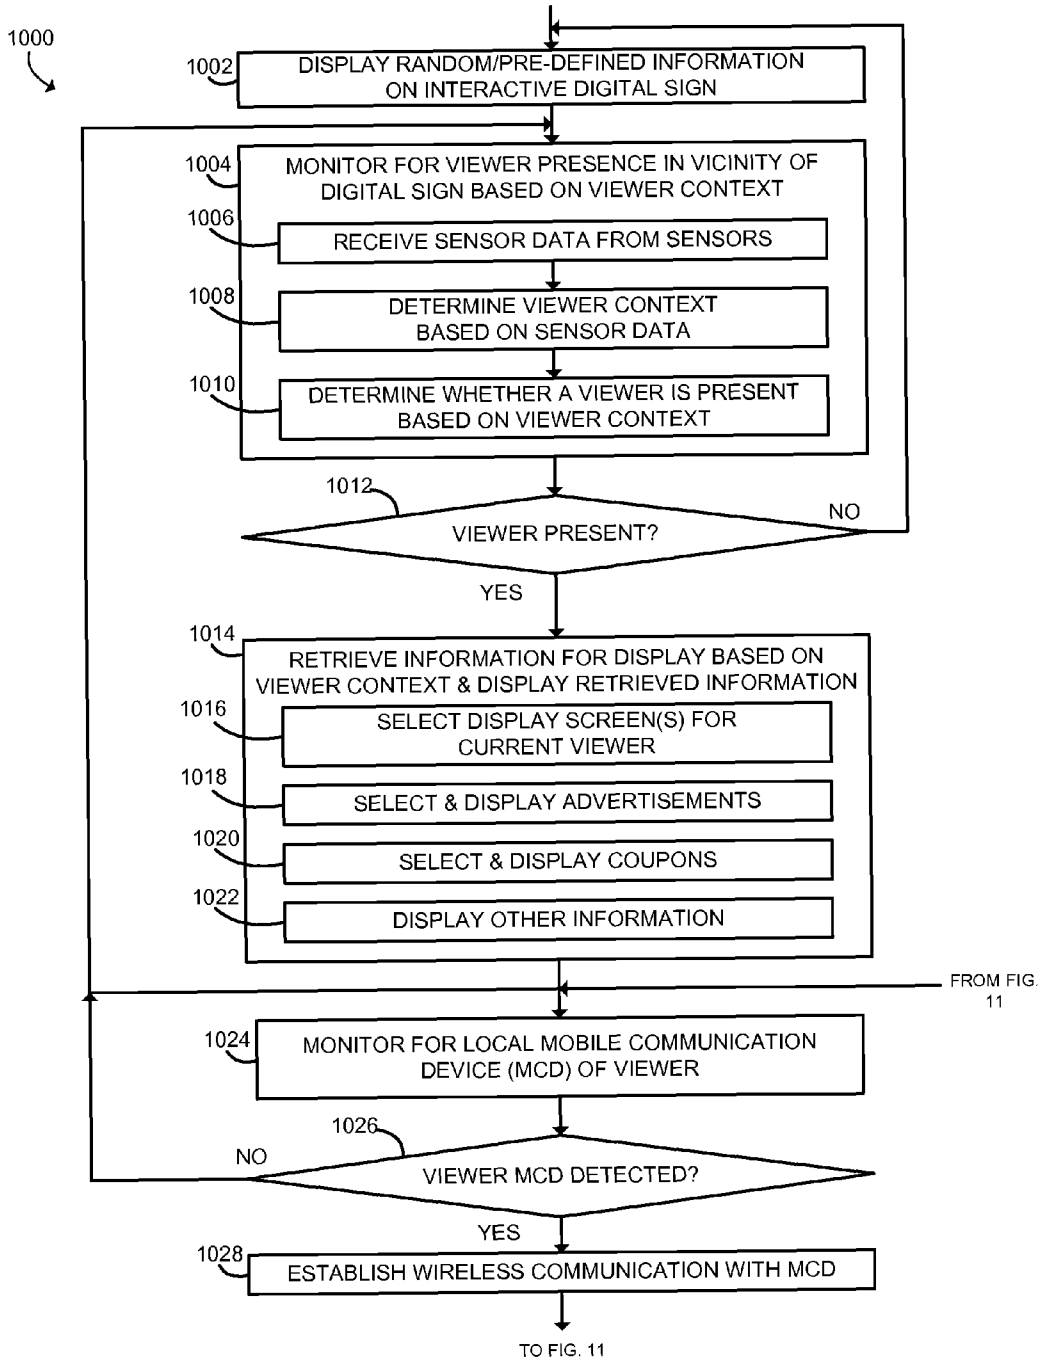 1000
1002
DISPLAY RANDOM/PRE-DEFINED INFORMATION
ON INTERACTIVE DIGITAL SIGN
1004
MONITOR FOR VIEWER PRESENCE IN VICINITY OF
DIGITAL SIGN BASED ON VIEWER CONTEXT
1006
RECEIVE SENSOR DATA FROM SENSORS
1008
DETERMINE VIEWER CONTEXT
BASED ON SENSOR DATA
1010
DETERMINE WHETHER A VIEWER IS PRESENT
BASED ON VIEWER CONTEXT
1012
VIEWER PRESENT?
NO
YES
1014
RETRIEVE INFORMATION FOR DISPLAY BASED ON
VIEWER CONTEXT & DISPLAY RETRIEVED INFORMATION
1016
SELECT DISPLAY SCREEN(S) FOR
CURRENT VIEWER
1018
SELECT & DISPLAY ADVERTISEMENTS
1020
SELECT & DISPLAY COUPONS
1022
DISPLAY OTHER INFORMATION
FROM FIG.
11
1024
MONITOR FOR LOCAL MOBILE COMMUNICATION
DEVICE (MCD) OF VIEWER
1026
NO
VIEWER MCD DETECTED?
YES
1028
ESTABLISH WIRELESS COMMUNICATION WITH MCD
TO FIG. 11